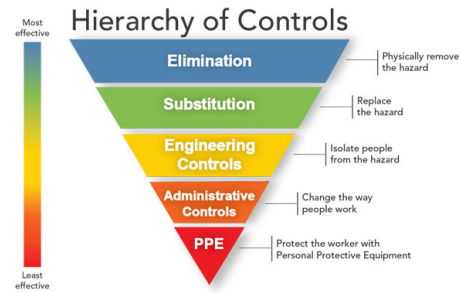 Hierarchy of Controls
Most
effective
Elimination
Physically remove
the hazard
Substitution
Replace
the hazard
Engineering
Controls
Isolate people
from the hazard
Administrative
Controls
Change the way
people work
PPE
Protect the worker with
Personal Protective Equipment
Least
effective